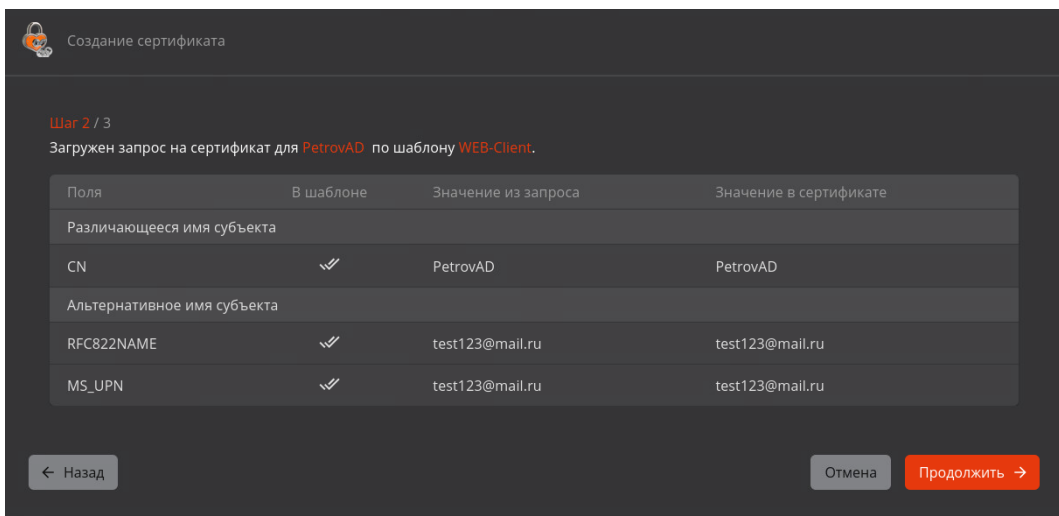 Создание сертификата
Шаг 2 / 3
Загружен запрос на сертификат для PetrovAD по шаблону WEB-Client.
Поля В шаблоне Значение из запроса Значение в сертификате
Различающееся имя субъекта
CN PetrovAD PetrovAD
Альтернативное имя субъекта
RFC822NAME test123@mail.ru test123@mail.ru
MS_UPN test123@mail.ru test123@mail.ru
Назад Отмена Продолжить